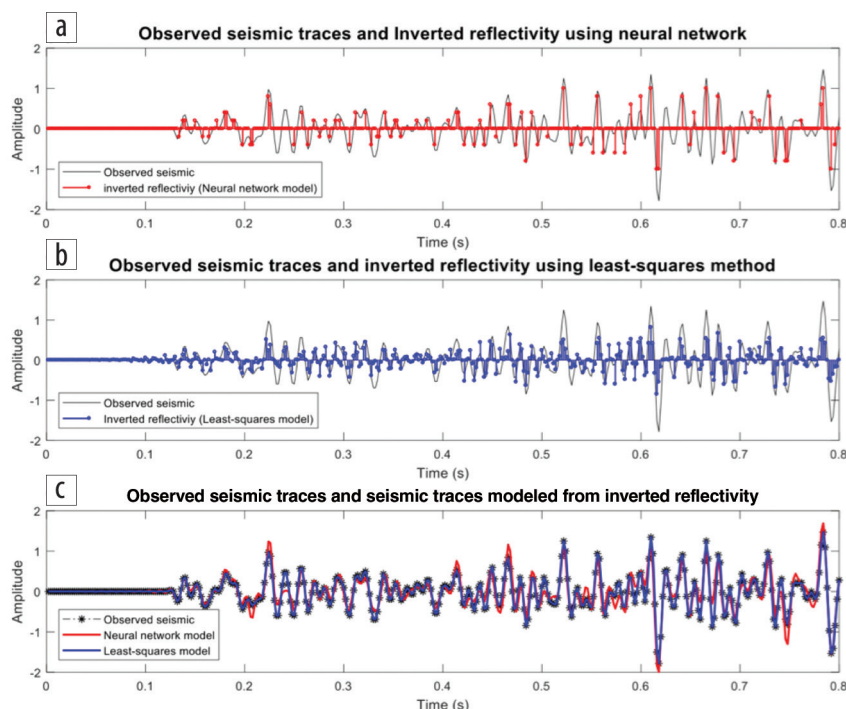 a
Observed seismic traces and Inverted reflectivity using neural network
2
1
0
-1
-2
Amplitude
Observed seismic
inverted reflectiviy (Neural network model)
0 0.1 0.2 0.3 0.4 0.5 0.6 0.7 0.8
Time (s)
b
Observed seismic traces and inverted reflectivity using least-squares method
2
1
0
-1
-2
Amplitude
Observed seismic
Inverted reflectiviy (Least-squares model)
0 0.1 0.2 0.3 0.4 0.5 0.6 0.7 0.8
Time (s)
c
Observed seismic traces and seismic traces modeled from inverted reflectivity
2
1
0
-1
-2
Amplitude
Observed seismic
Neural network model
Least-squares model
0 0.1 0.2 0.3 0.4 0.5 0.6 0.7 0.8
Time (s)